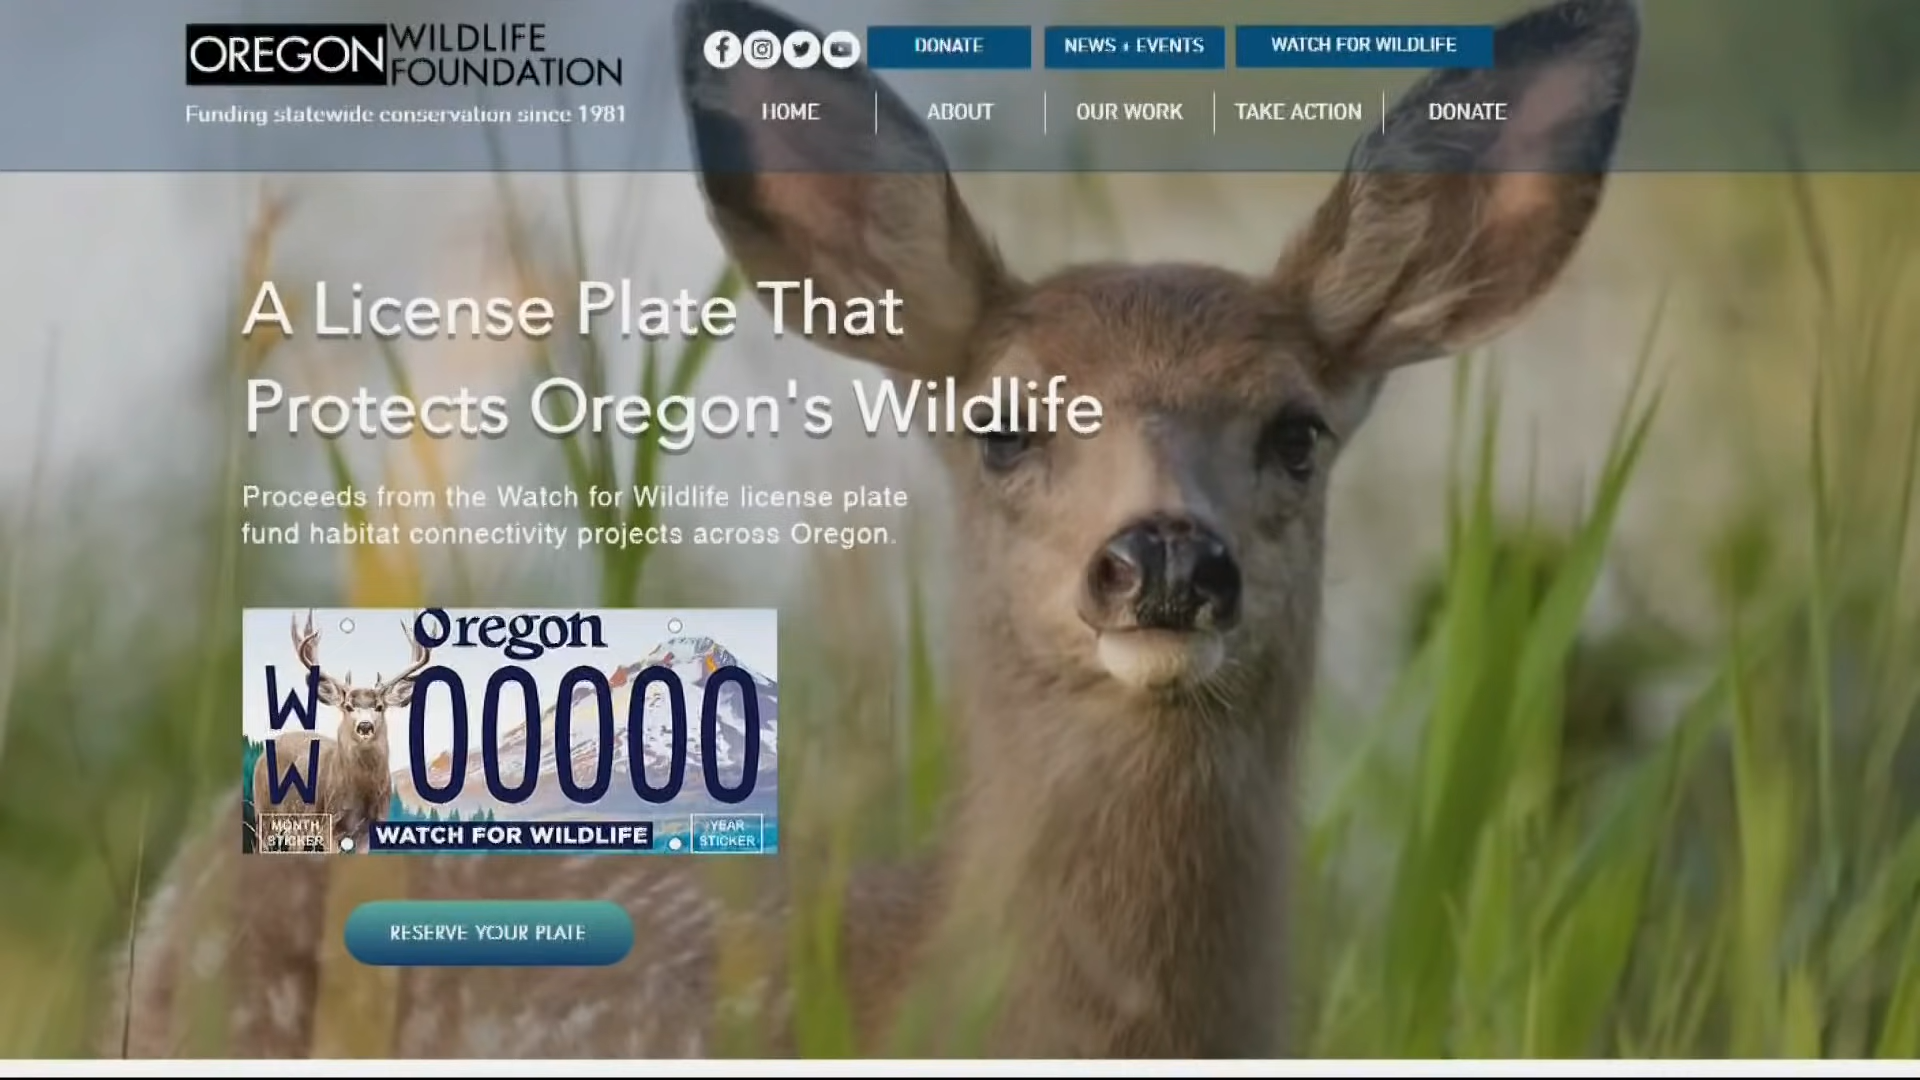 OREGON WILDLIFE
FOUNDATION
Funding statewide conservation since 1981
DONATE
NEWS + EVENTS
WATCH FOR WILDLIFE
HOME
ABOUT
OUR WORK
TAKE ACTION
DONATE
A License Plate That
Protects Oregon's Wildlife
Proceeds from the Watch for Wildlife license plate
fund habitat connectivity projects across Oregon.
Oregon
WW 00000
MONTH
STICKER
WATCH FOR WILDLIFE
YEAR
STICKER
RESERVE YOUR PLATE